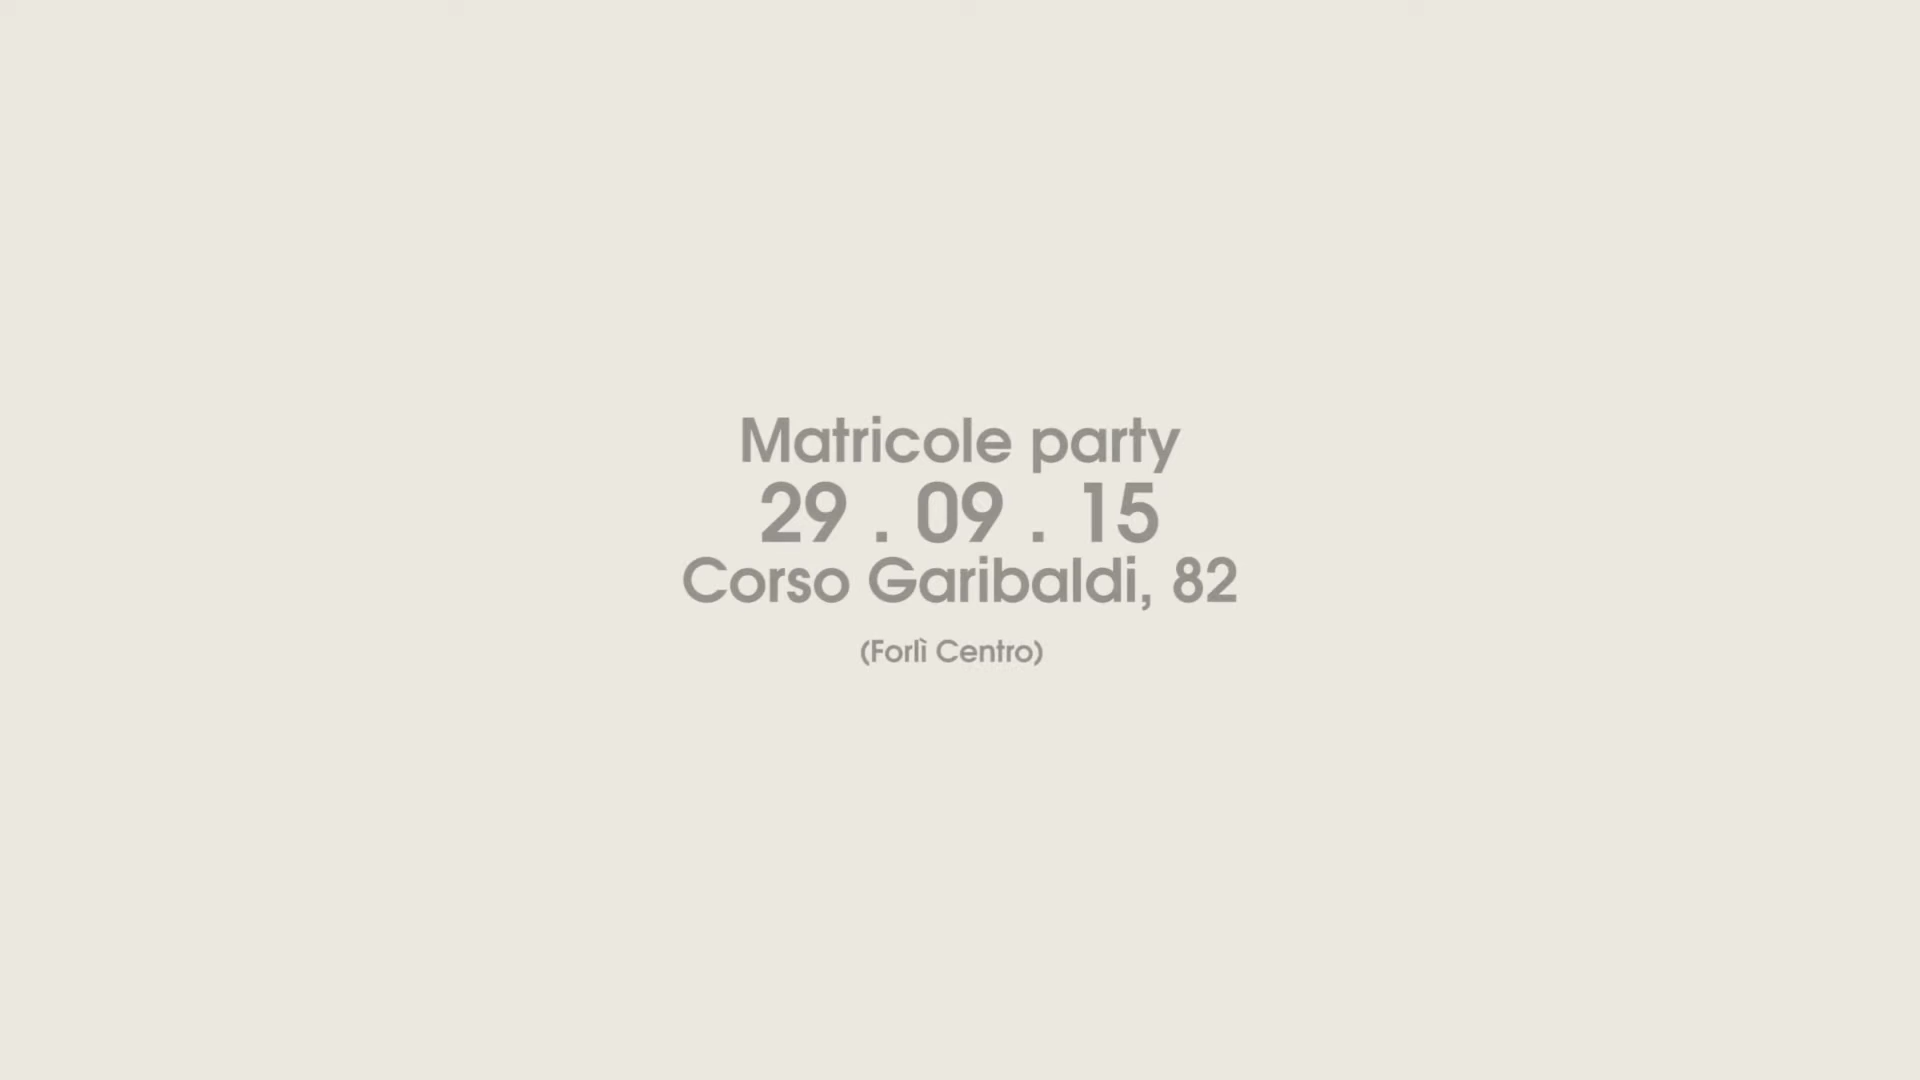 Matricole party
29 . 09 . 15
Corso Garibaldi, 82
(Forlì Centro)